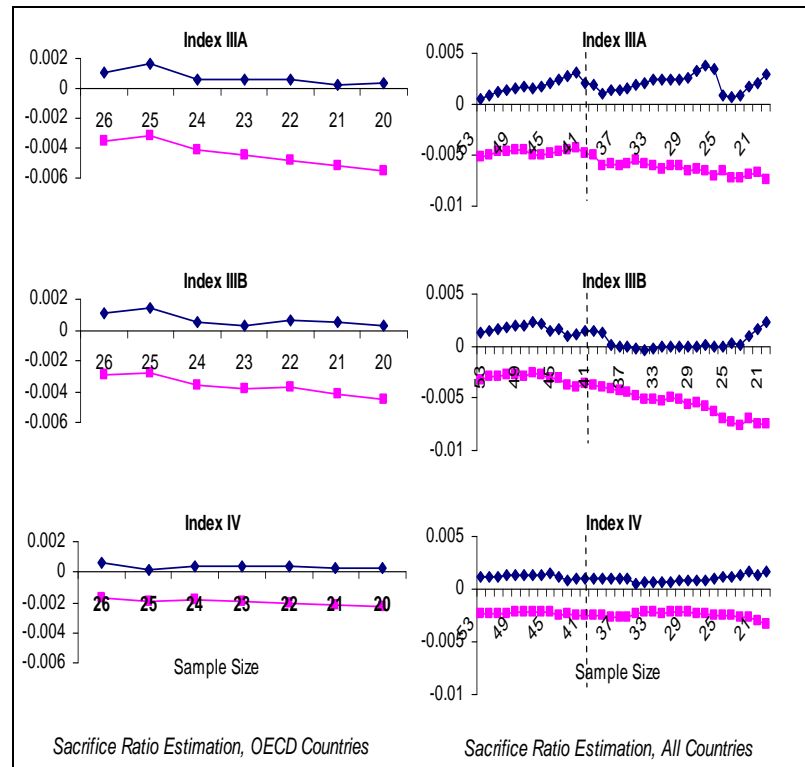 Index IIIA
0.002
0
-0.002
-0.004
-0.006
26 25 24 23 22 21 20
Index IIIA
0.005
0
-0.005
-0.01
53 49 45 41 37 33 29 25 21
Index IIIB
0.002
0
-0.002
-0.004
-0.006
26 25 24 23 22 21 20
Index IIIB
0.005
0
-0.005
-0.01
53 49 45 41 37 33 29 25 21
Index IV
0.002
0
-0.002
-0.004
-0.006
26 25 24 23 22 21 20
Sample Size
Index IV
0.005
0
-0.005
-0.01
53 49 45 41 37 33 29 25 21
Sample Size
Sacrifice Ratio Estimation, OECD Countries
Sacrifice Ratio Estimation, All Countries